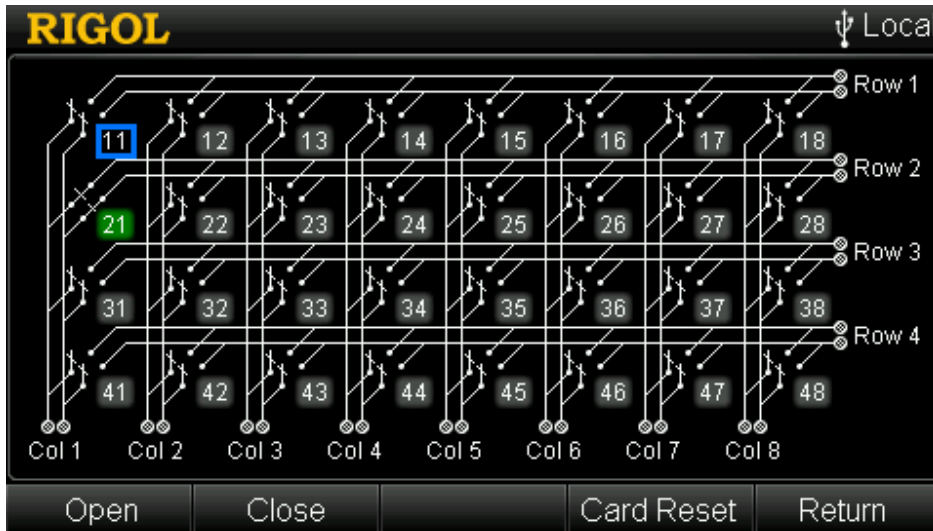 RIGOL Loca
Row 1
11 12 13 14 15 16 17 18
Row 2
21 22 23 24 25 26 27 28
Row 3
31 32 33 34 35 36 37 38
Row 4
41 42 43 44 45 46 47 48
Col 1 Col 2 Col 3 Col 4 Col 5 Col 6 Col 7 Col 8
Open Close Card Reset Return